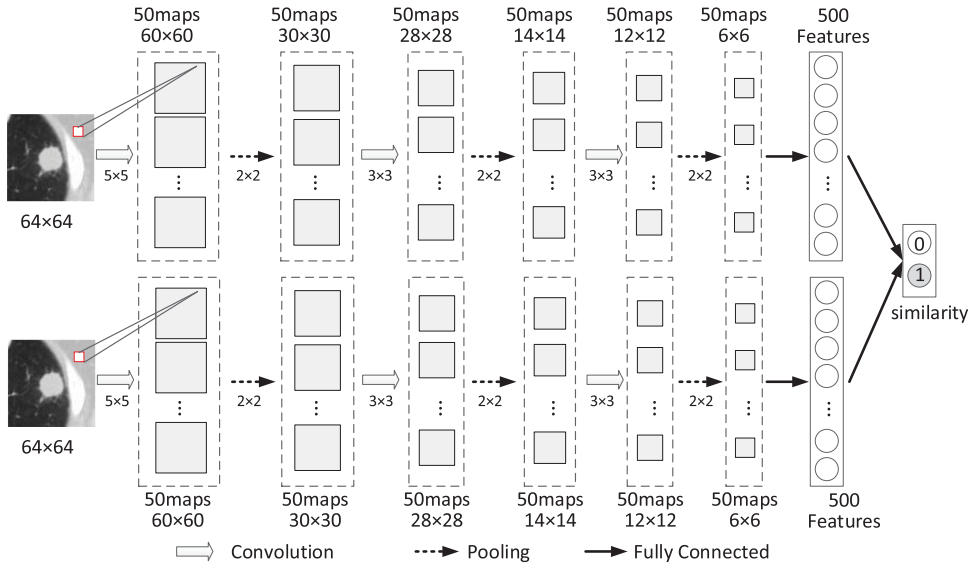 50maps 50maps 50maps 50maps 50maps 50maps 500
60×60 30×30 28×28 14×14 12×12 6×6 Features
5×5 2×2 3×3 2×2 3×3 2×2
64×64
0
1
similarity
5×5 2×2 3×3 2×2 3×3 2×2
64×64
50maps 50maps 50maps 50maps 50maps 50maps 500
60×60 30×30 28×28 14×14 12×12 6×6 Features
Convolution Pooling Fully Connected